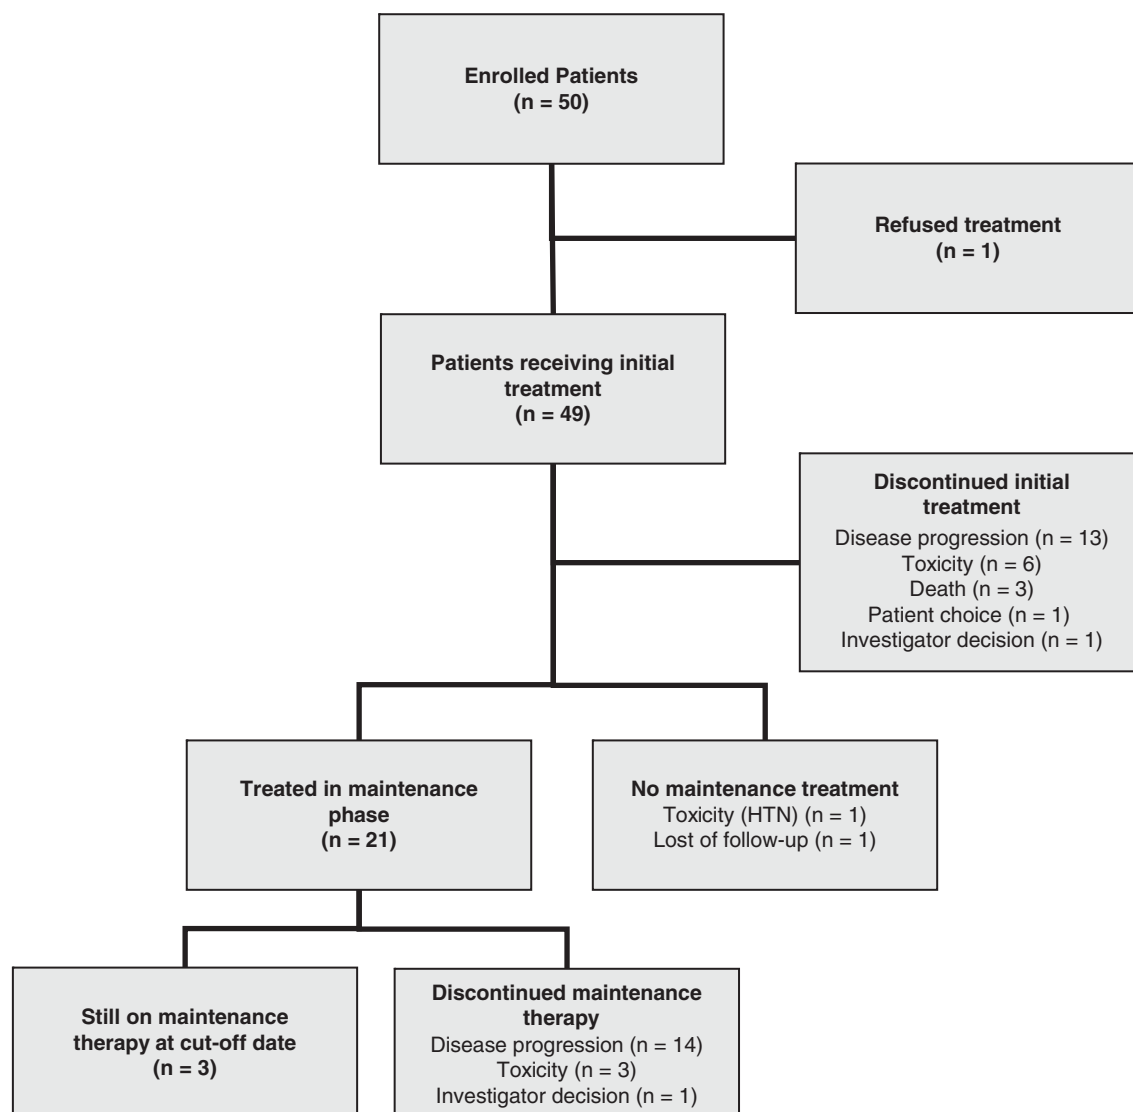 Enrolled Patients
(n = 50)
Refused treatment
(n = 1)
Patients receiving initial
treatment
(n = 49)
Discontinued initial
treatment
Disease progression (n = 13)
Toxicity (n = 6)
Death (n = 3)
Patient choice (n = 1)
Investigator decision (n = 1)
Treated in maintenance
phase
(n = 21)
No maintenance treatment
Toxicity (HTN) (n = 1)
Lost of follow-up (n = 1)
Still on maintenance
therapy at cut-off date
(n = 3)
Discontinued maintenance
therapy
Disease progression (n = 14)
Toxicity (n = 3)
Investigator decision (n = 1)